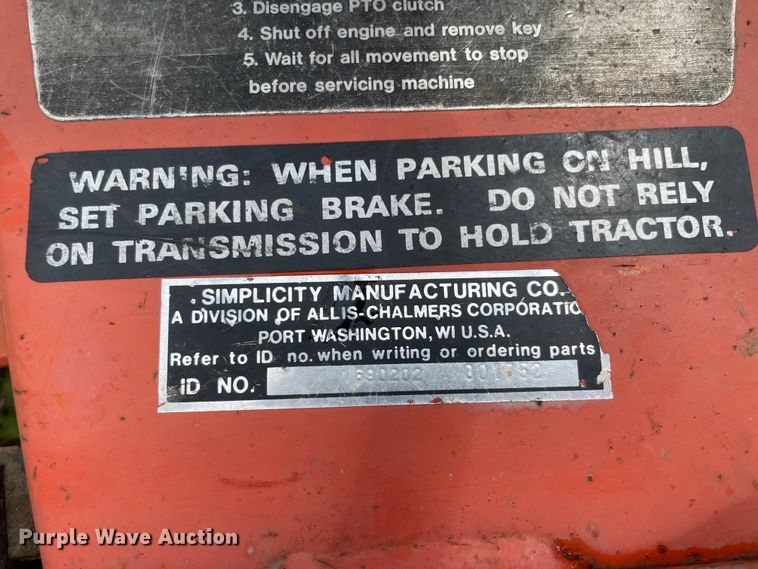 3. Disengage PTO clutch
4. Shut off engine and remove key
5. Wait for all movement to stop
before servicing machine
WARNING: WHEN PARKING ON HILL,
SET PARKING BRAKE. DO NOT RELY
ON TRANSMISSION TO HOLD TRACTOR.
SIMPLICITY MANUFACTURING CO.
A DIVISION OF ALLIS-CHALMERS CORPORATIO
PORT WASHINGTON, WI U.S.A.
Refer to ID no. when writing or ordering parts
ID NO. 1690202
Purple Wave Auction